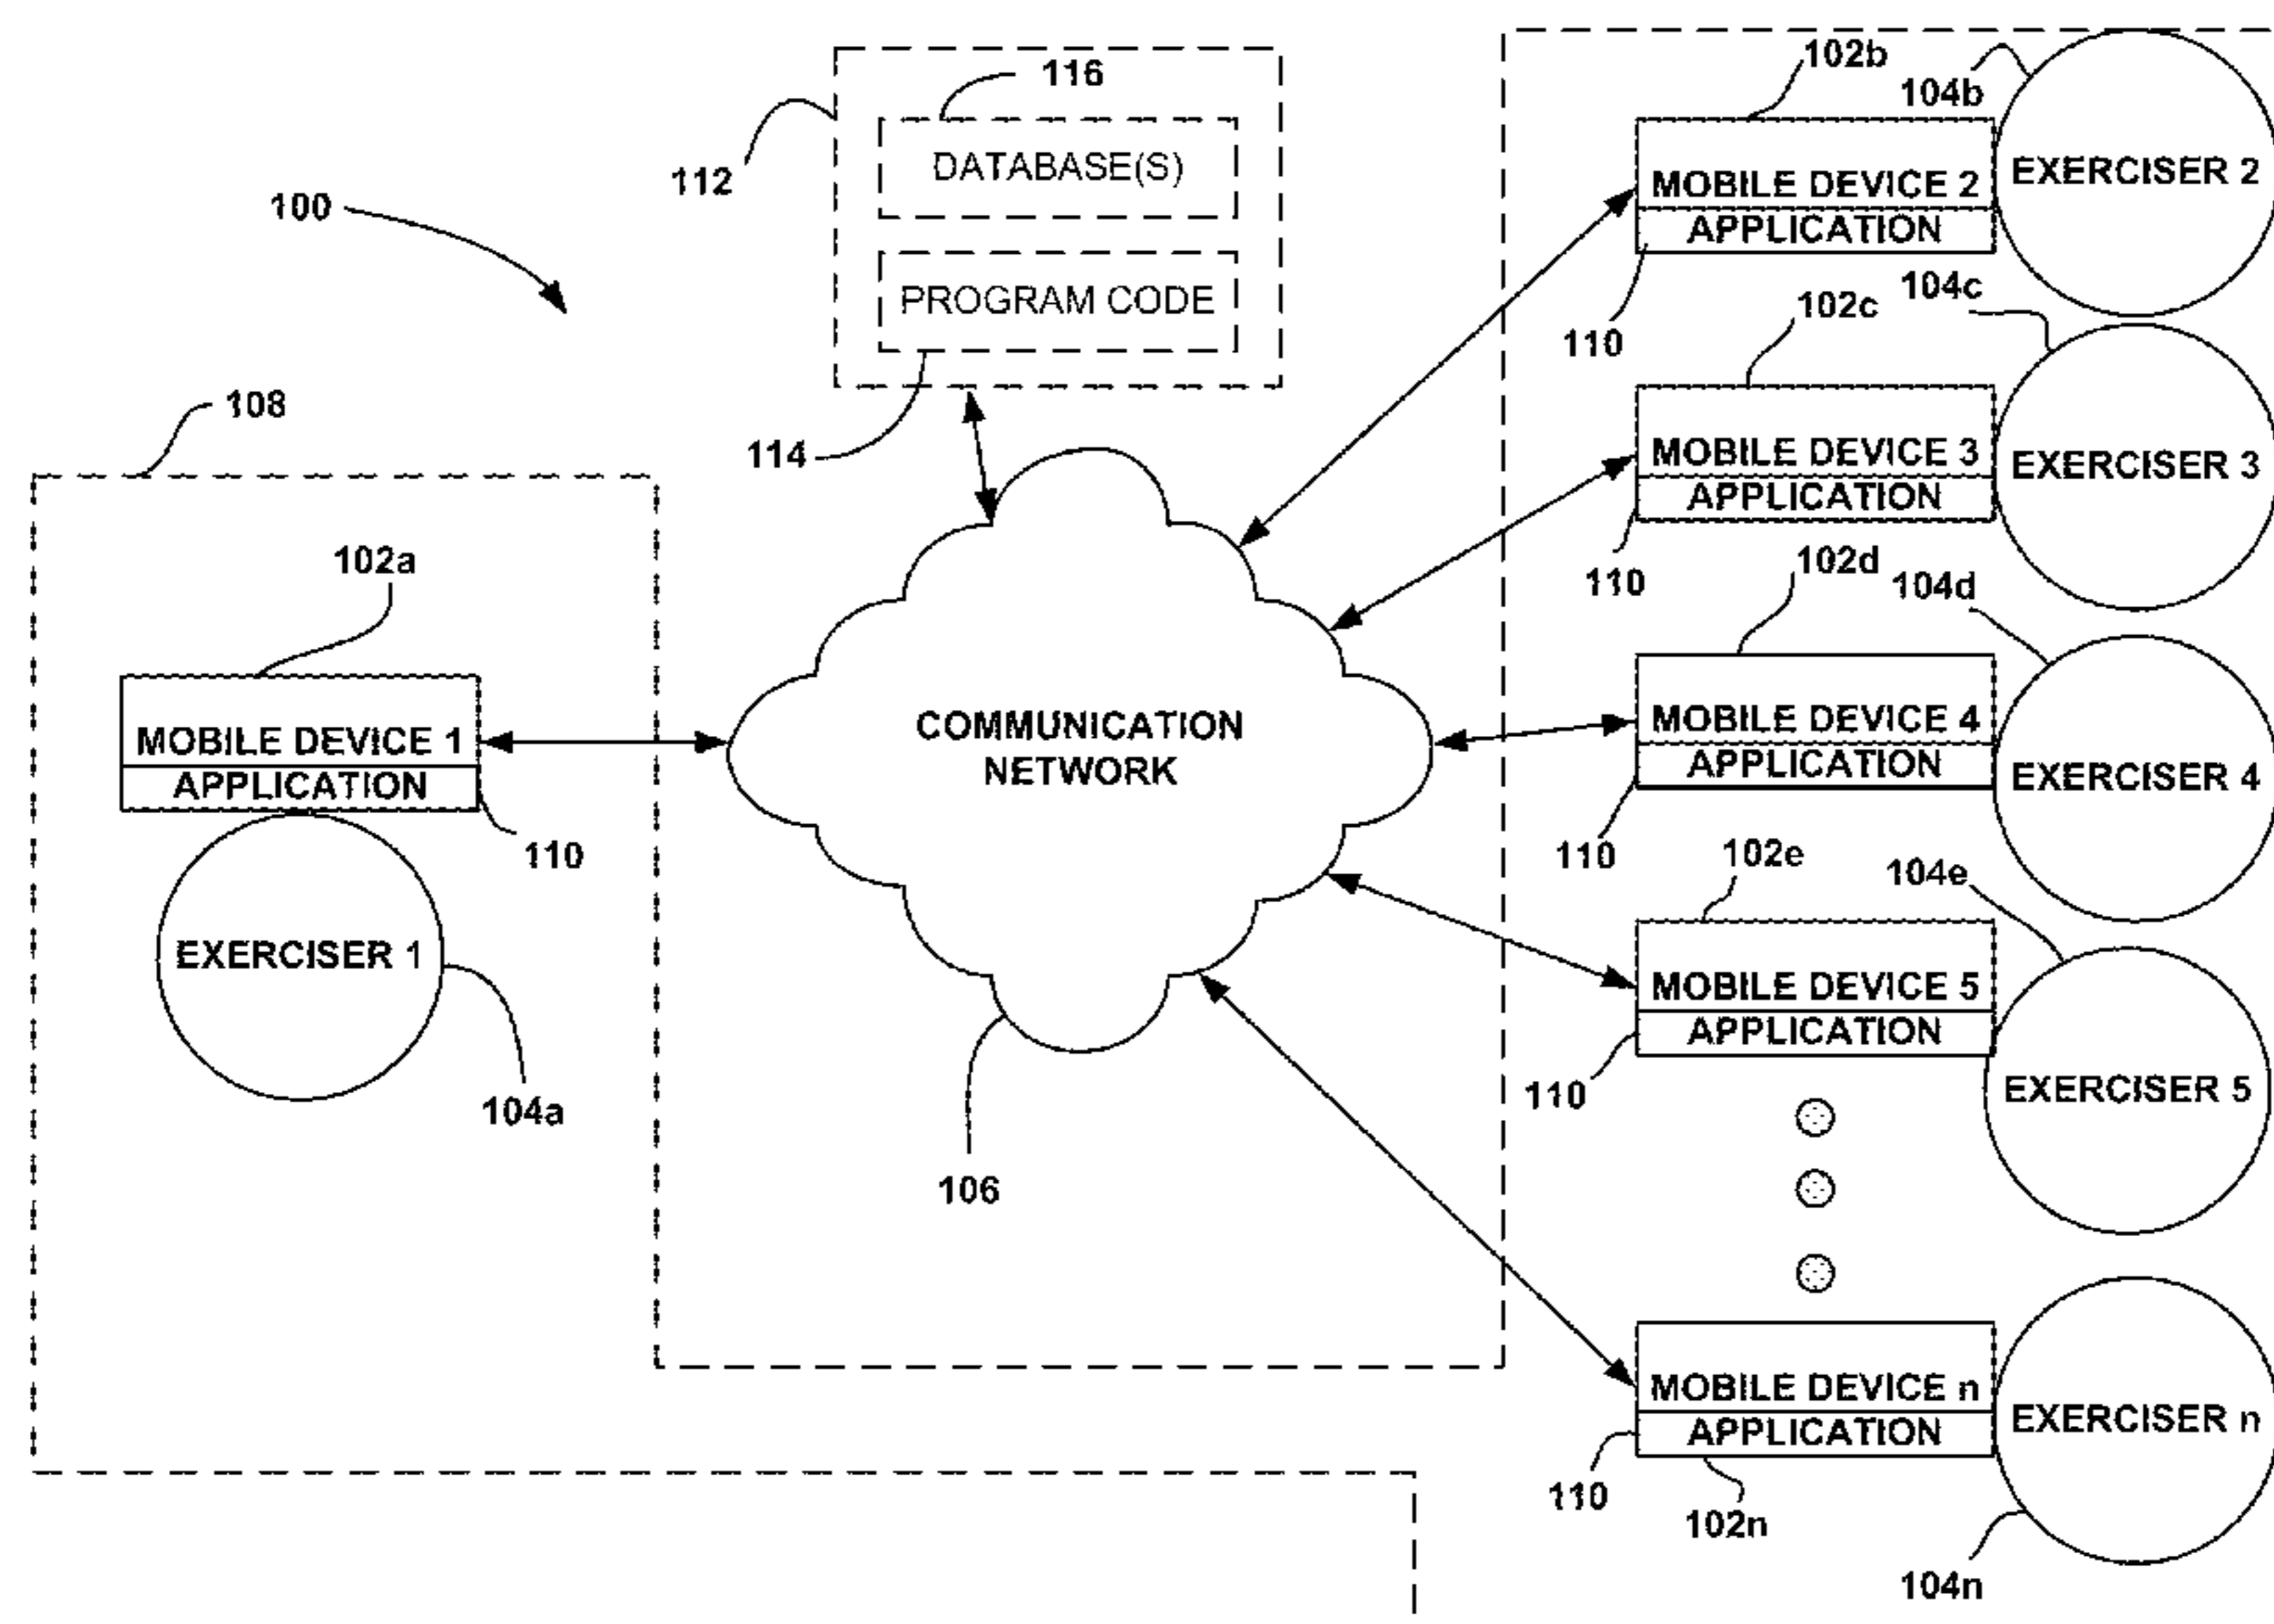 116
DATABASE(S)
112
PROGRAM CODE
114
100
108
102a
MOBILE DEVICE 1
APPLICATION
110
EXERCISER 1
104a
COMMUNICATION
NETWORK
106
102b
104b
MOBILE DEVICE 2
APPLICATION
EXERCISER 2
110
102c
104c
MOBILE DEVICE 3
APPLICATION
EXERCISER 3
110
102d
104d
MOBILE DEVICE 4
APPLICATION
EXERCISER 4
110
102e
104e
MOBILE DEVICE 5
APPLICATION
EXERCISER 5
110
MOBILE DEVICE n
APPLICATION
EXERCISER n
110
102n
104n